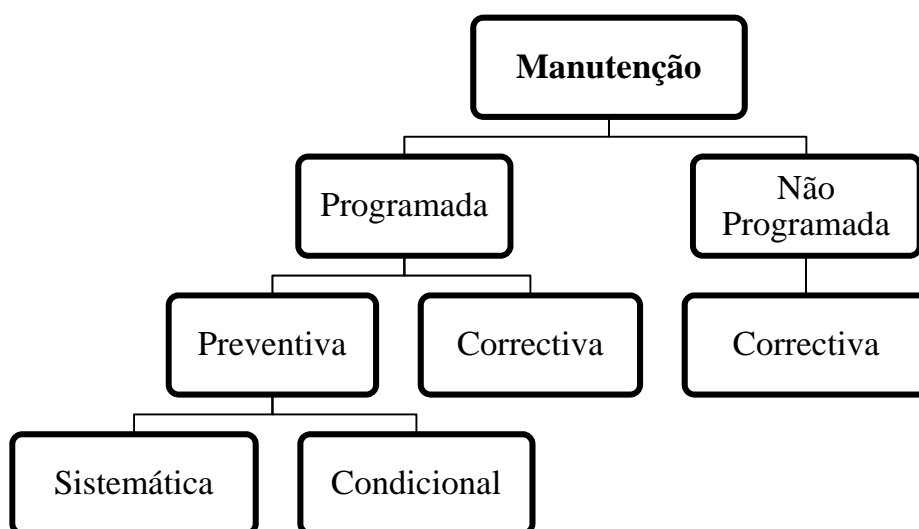 Manutenção
Programada
Não
Programada
Preventiva
Correctiva
Correctiva
Sistemática
Condicional